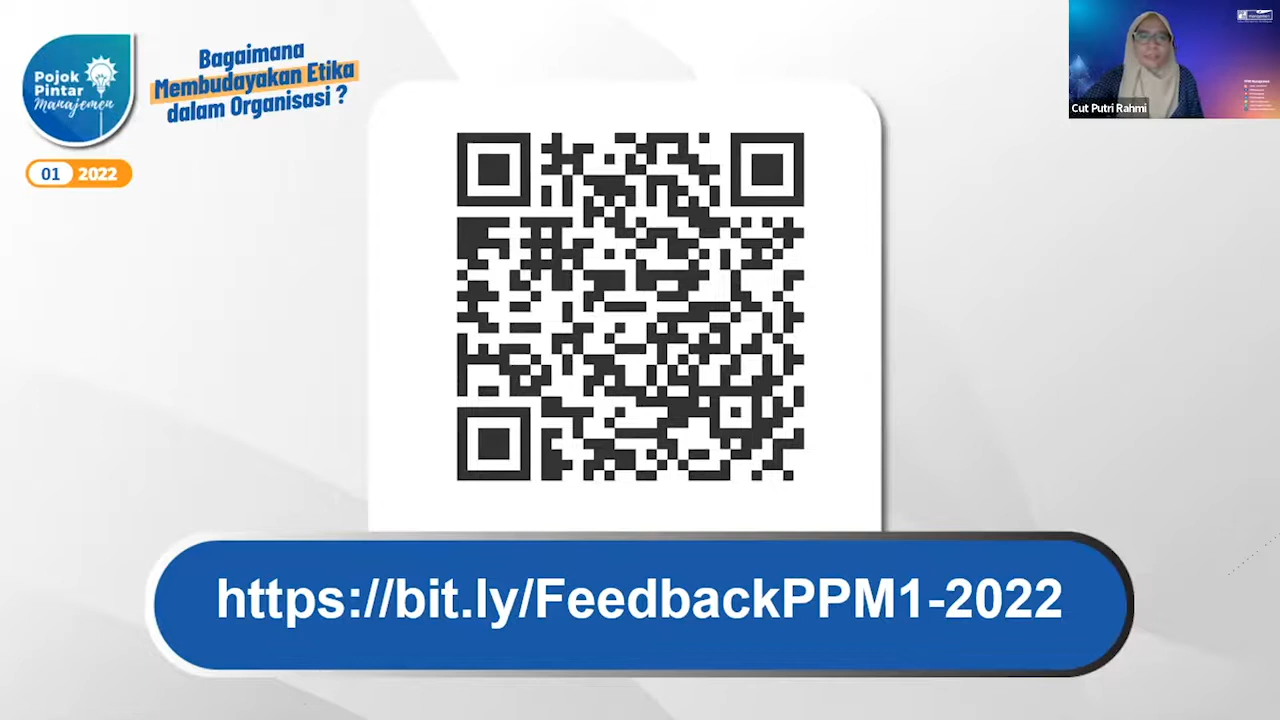 Pojok
Pintar
Manajemen
Bagaimana
Membudayakan Etika
dalam Organisasi ?
01 2022
Cut Putri Rahmi
https://bit.ly/FeedbackPPM1-2022